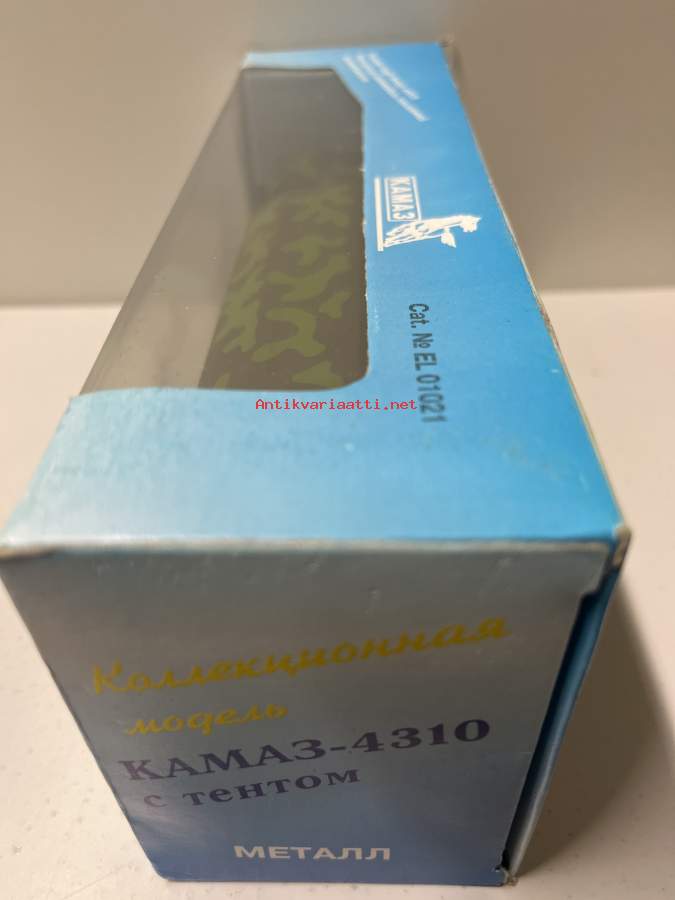 КАМАЗ
Cat. № EL 01021
Antikvariaatti.net
Коллекционная
модель
КАМАЗ-4310
с тентом
МЕТАЛЛ